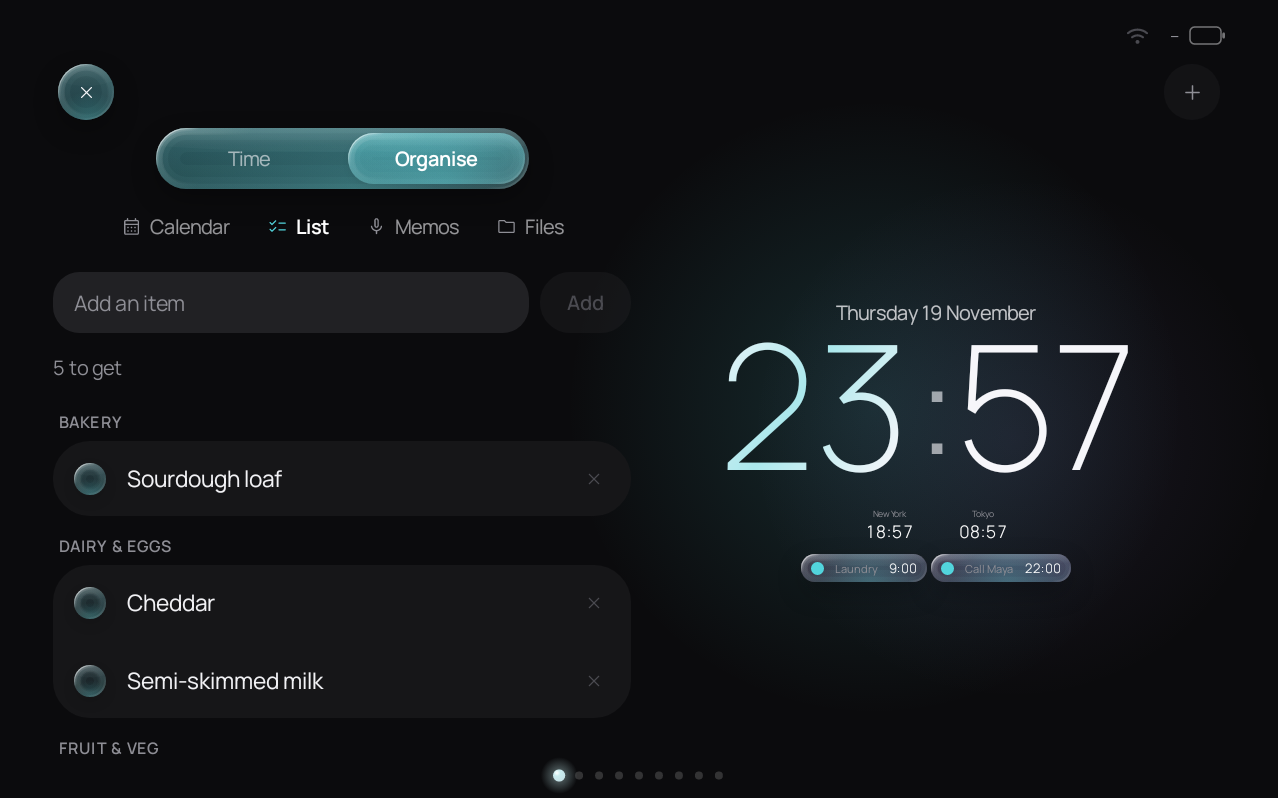 –
Time Organise
Calendar List Memos Files
Add an item Add
5 to get
BAKERY
Sourdough loaf
DAIRY & EGGS
Cheddar
Semi-skimmed milk
FRUIT & VEG
Thursday 19 November
23:57
New York Tokyo
18:57 08:57
Laundry 9:00 Call Maya 22:00